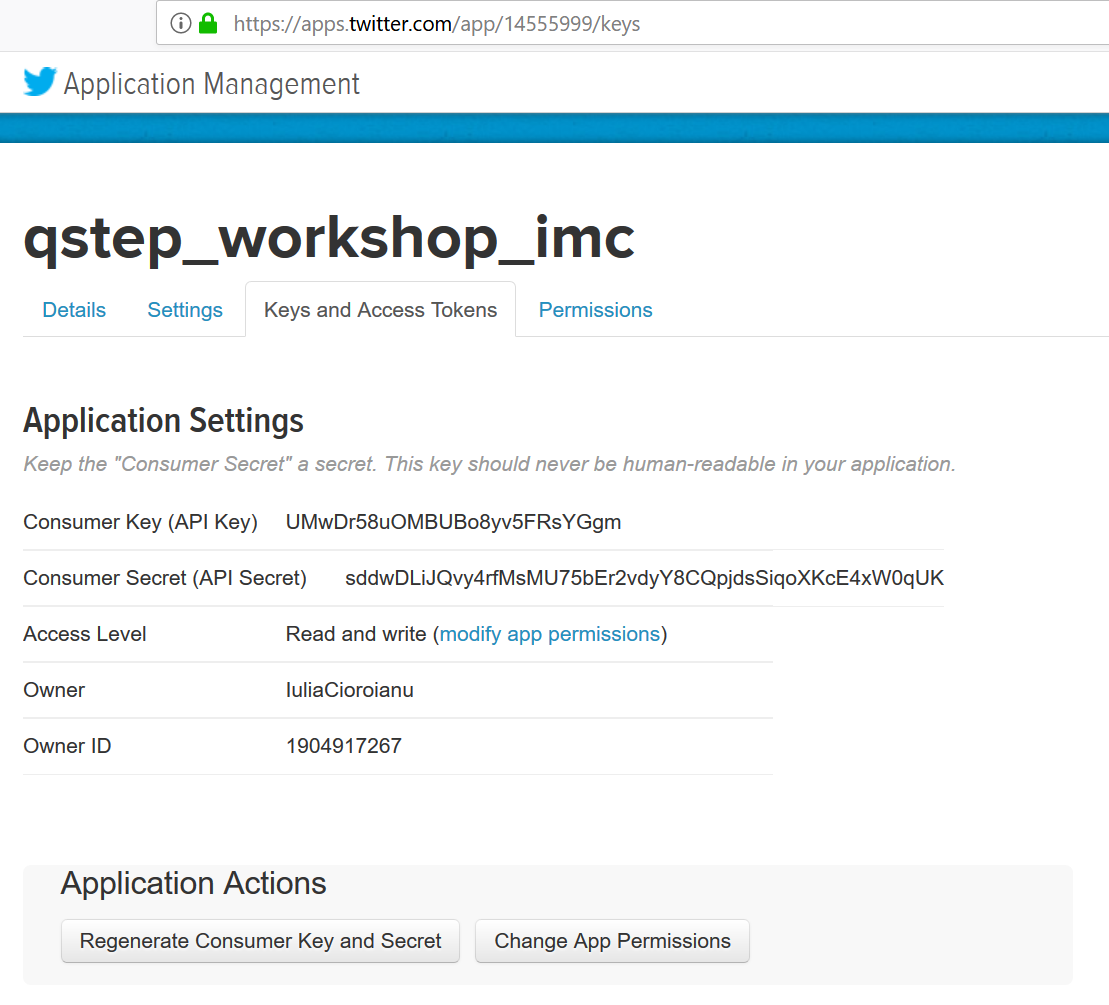 https://apps.twitter.com/app/14555999/keys
Application Management
qstep_workshop_imc
Details Settings Keys and Access Tokens Permissions
Application Settings
Keep the "Consumer Secret" a secret. This key should never be human-readable in your application.
Consumer Key (API Key) UMwDr58uOMBUBo8yv5FRsYGgm
Consumer Secret (API Secret) sddwDLiJQvy4rfMsMU75bEr2vdyY8CQpjdsSiqoXKcE4xW0qUK
Access Level Read and write (modify app permissions)
Owner IuliaCioroianu
Owner ID 1904917267
Application Actions
Regenerate Consumer Key and Secret Change App Permissions